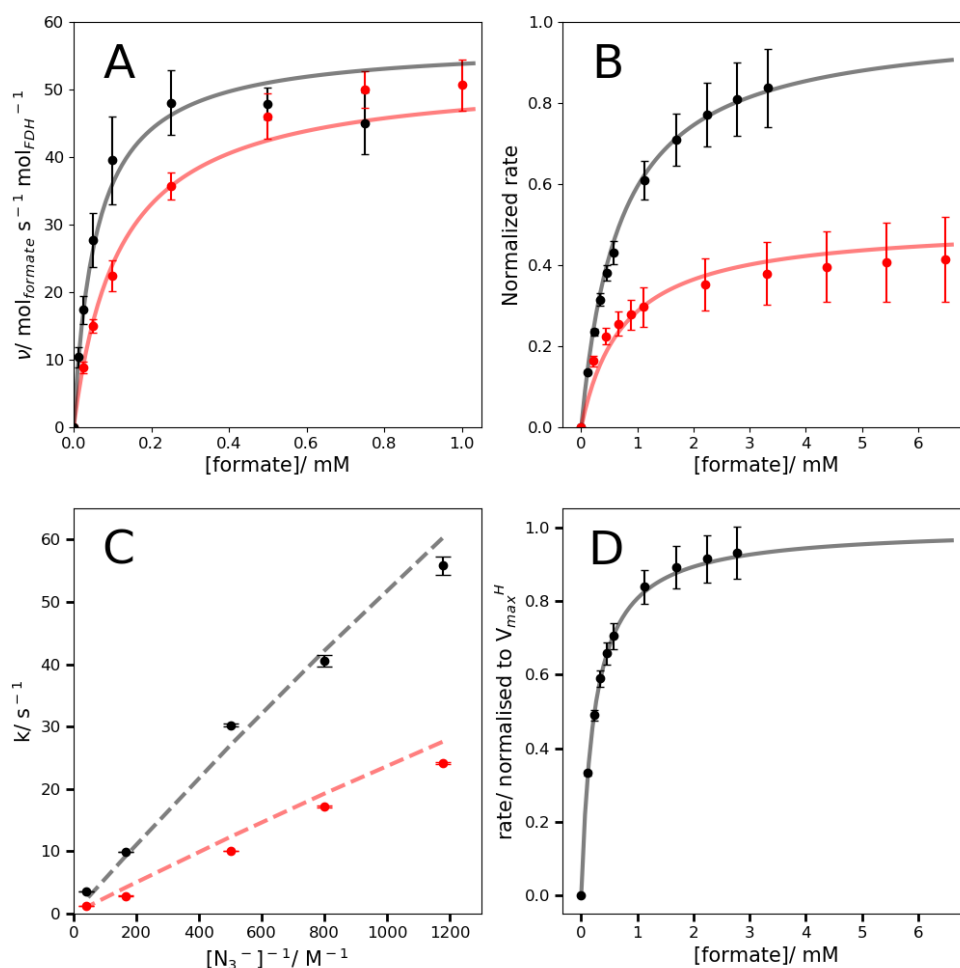 A
60
50
40
30
20
10
0
ν/ mol_formate s⁻¹ mol_FDH⁻¹
0.0 0.2 0.4 0.6 0.8 1.0
[formate]/ mM
B
1.0
0.8
0.6
0.4
0.2
0.0
Normalized rate
0 1 2 3 4 5 6
[formate]/ mM
C
60
50
40
30
20
10
0
k/ s⁻¹
0 200 400 600 800 1000 1200
[N₃⁻]⁻¹/ M⁻¹
D
1.0
0.8
0.6
0.4
0.2
0.0
rate/ normalised to V_max^H
0 1 2 3 4 5 6
[formate]/ mM